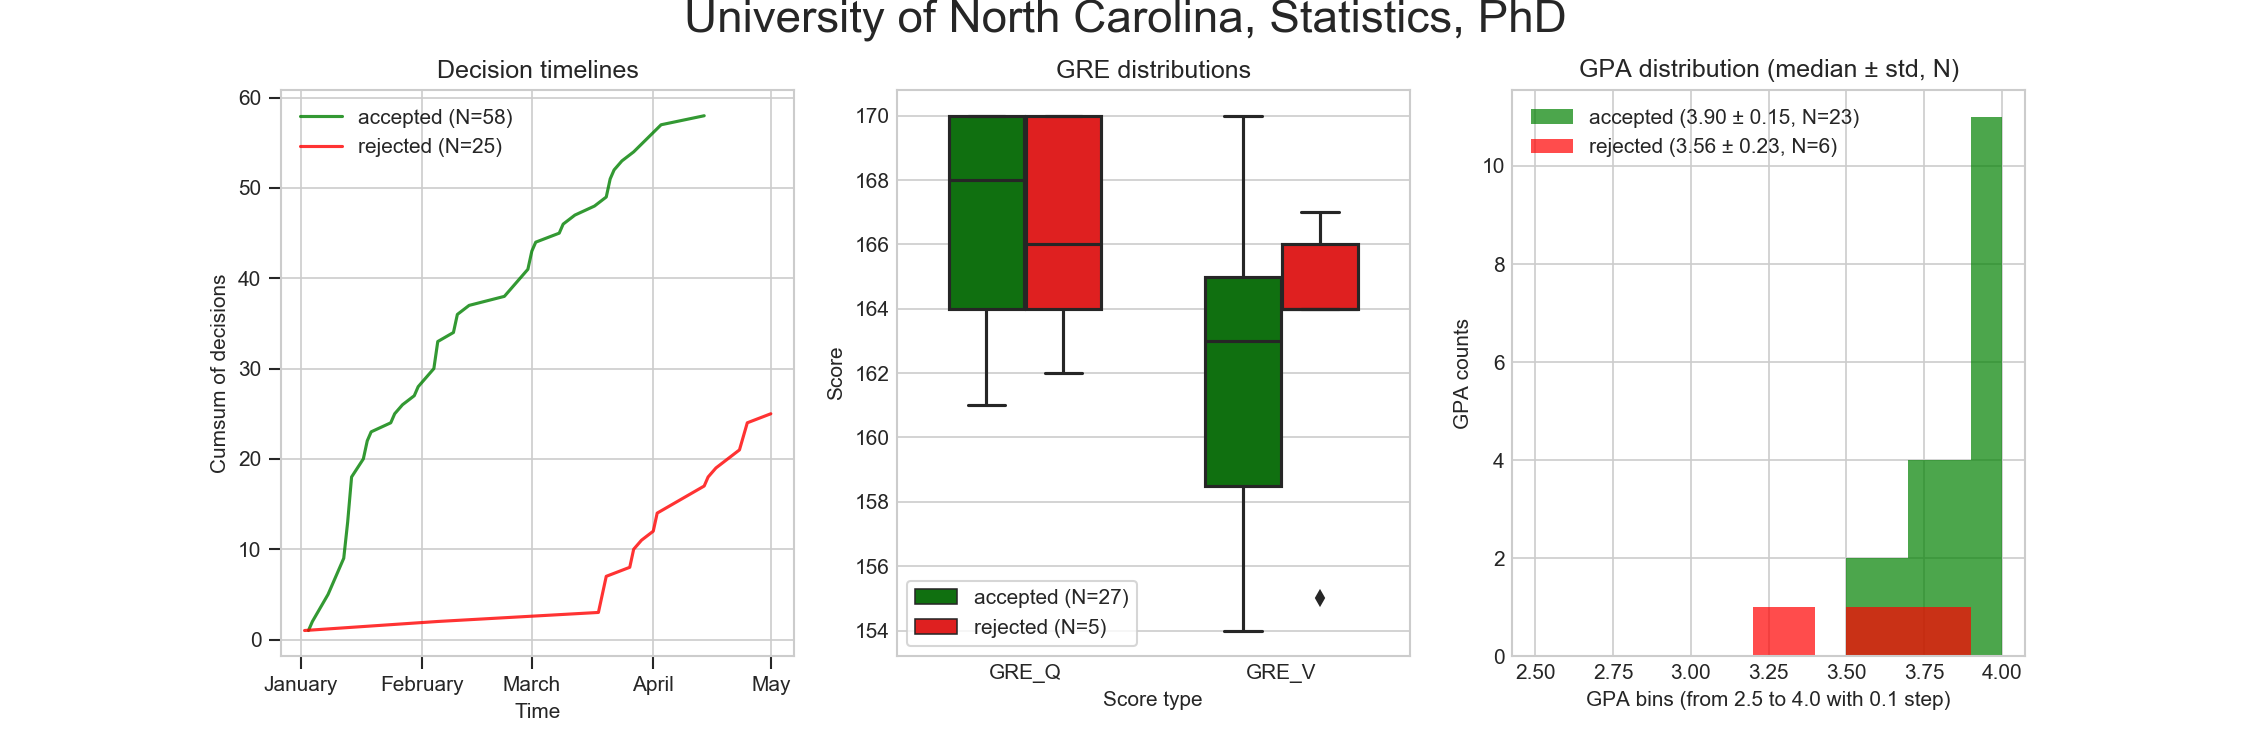 University of North Carolina, Statistics, PhD
Decision timelines
accepted (N=58)
rejected (N=25)
60
50
40
30
20
10
0
Cumsum of decisions
January February March April May
Time
GRE distributions
170
168
166
164
162
160
158
156
154
Score
accepted (N=27)
rejected (N=5)
GRE_Q GRE_V
Score type
GPA distribution (median ± std, N)
accepted (3.90 ± 0.15, N=23)
rejected (3.56 ± 0.23, N=6)
10
8
6
4
2
0
GPA counts
2.50 2.75 3.00 3.25 3.50 3.75 4.00
GPA bins (from 2.5 to 4.0 with 0.1 step)